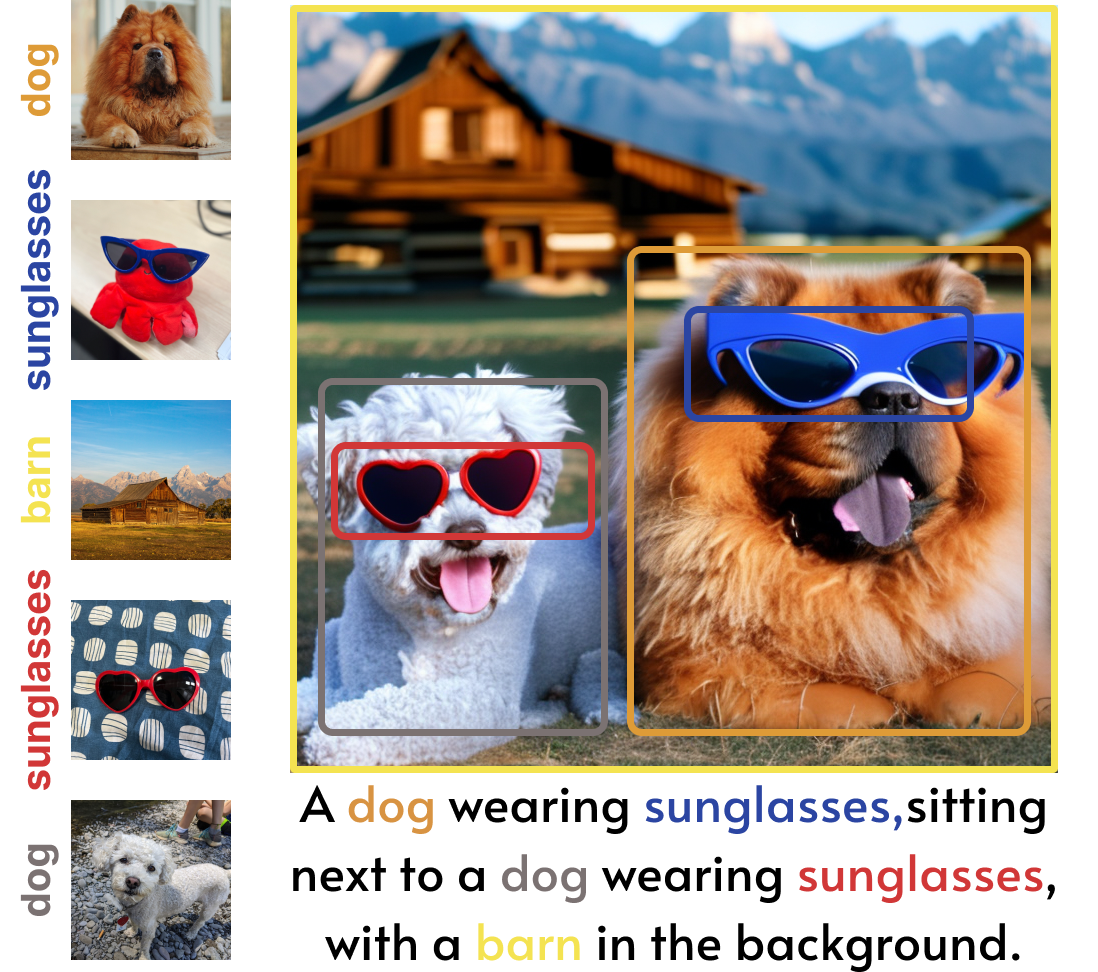 dog
sunglasses
barn
sunglasses
dog
A dog wearing sunglasses,sitting
next to a dog wearing sunglasses,
with a barn in the background.